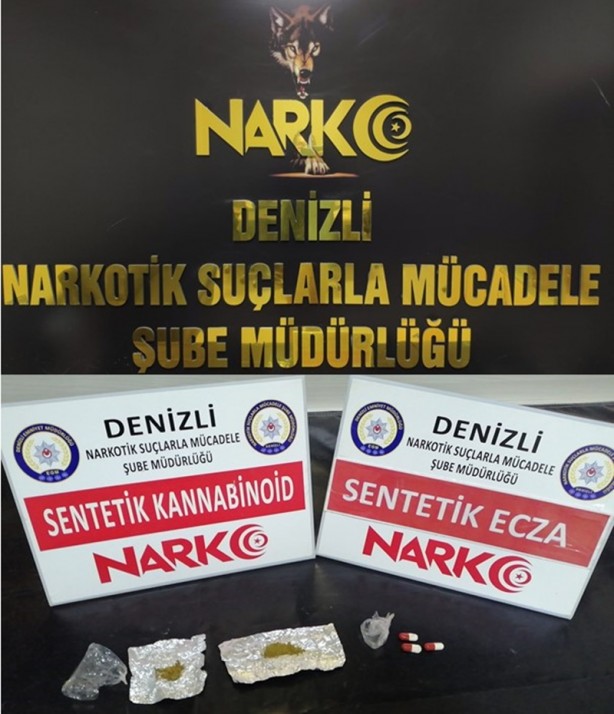 NARKO
DENİZLİ
NARKOTİK SUÇLARLA MÜCADELE
ŞUBE MÜDÜRLÜĞÜ
DENİZLİ
NARKOTİK SUÇLARLA MÜCADELE
ŞUBE MÜDÜRLÜĞÜ
SENTETİK KANNABİNOİD
NARKO
DENİZLİ
NARKOTİK SUÇLARLA MÜCADELE
ŞUBE MÜDÜRLÜĞÜ
SENTETİK ECZA
NARKO